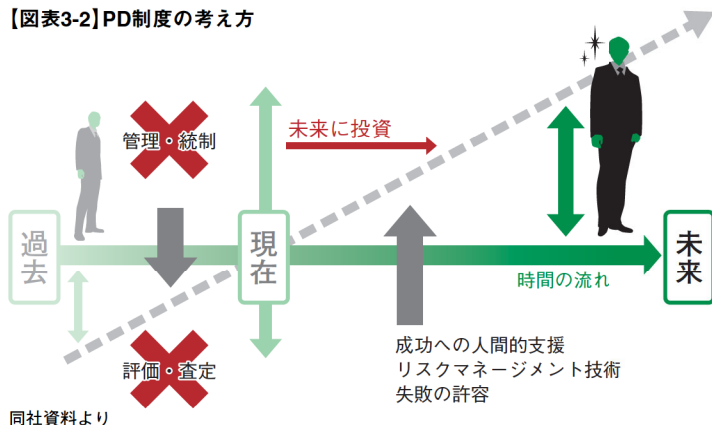 【図表3-2】PD制度の考え方
管理・統制
未来に投資
過去
現在
未来
時間の流れ
評価・査定
成功への人間的支援
リスクマネージメント技術
失敗の許容
同社資料より